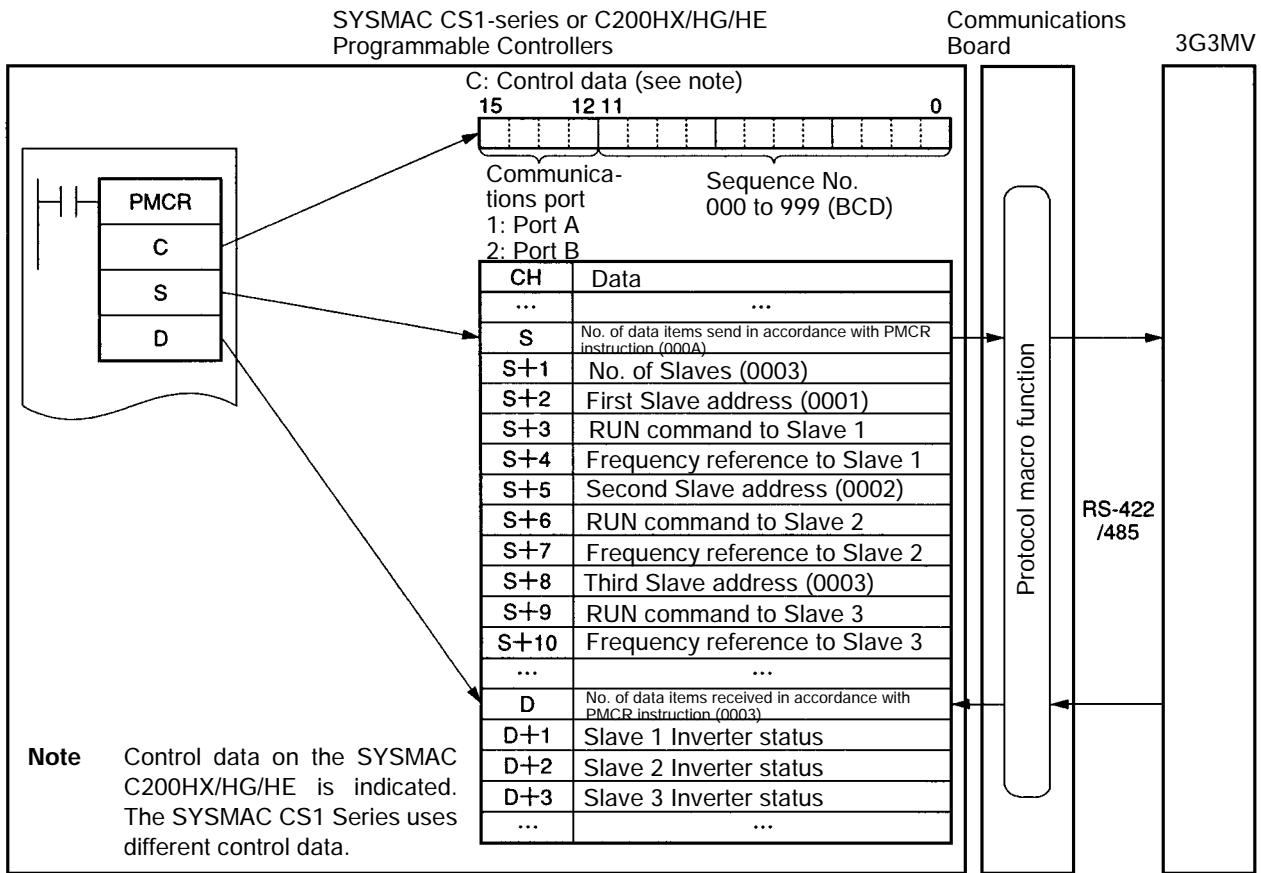 SYSMAC CS1-series or C200HX/HG/HE
Programmable Controllers
Communications
Board
3G3MV
C: Control data (see note)
15 12 11 0
Communica-
tions port
1: Port A
2: Port B
Sequence No.
000 to 999 (BCD)
PMCR
C
S
D
CH Data
... ...
S No. of data items send in accordance with PMCR
instruction (000A)
S+1 No. of Slaves (0003)
S+2 First Slave address (0001)
S+3 RUN command to Slave 1
S+4 Frequency reference to Slave 1
S+5 Second Slave address (0002)
S+6 RUN command to Slave 2
S+7 Frequency reference to Slave 2
S+8 Third Slave address (0003)
S+9 RUN command to Slave 3
S+10 Frequency reference to Slave 3
... ...
D No. of data items received in accordance with
PMCR instruction (0003)
D+1 Slave 1 Inverter status
D+2 Slave 2 Inverter status
D+3 Slave 3 Inverter status
... ...
Protocol macro function
RS-422
/485
Note Control data on the SYSMAC
C200HX/HG/HE is indicated.
The SYSMAC CS1 Series uses
different control data.